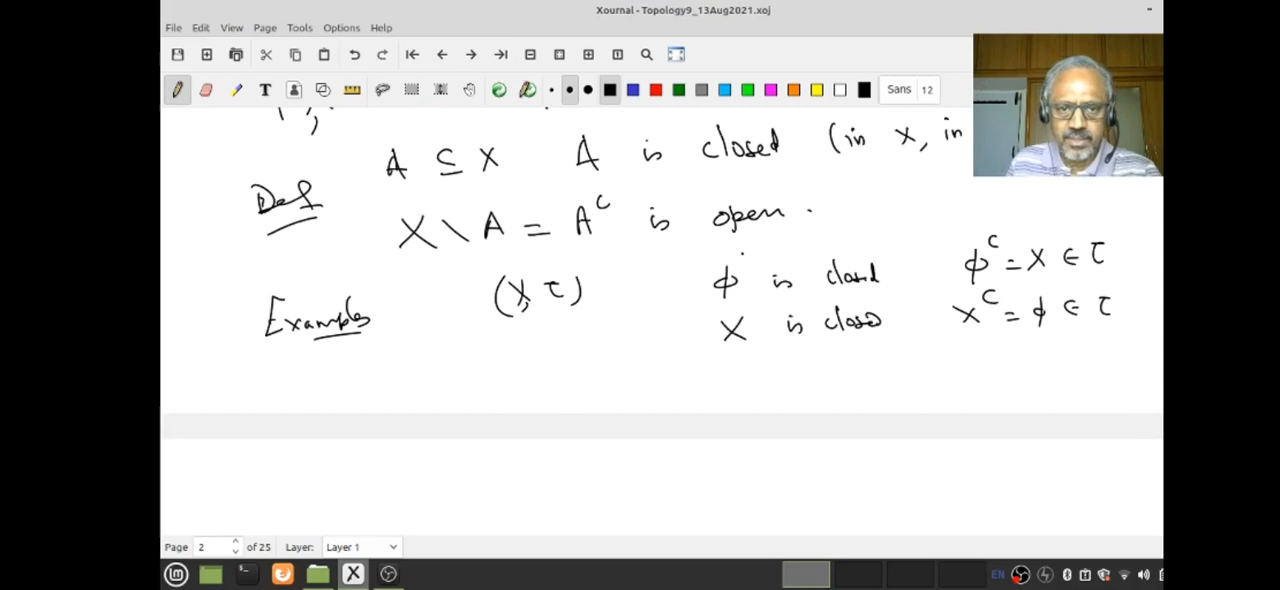 Xournal - Topology9_13Aug2021.xoj
File Edit View Page Tools Options Help
Sans 12
A ⊆ X A is closed (in X, in
Def
X \ A = A^c is open.
Examples (X, τ) φ is closed φ^c = X ∈ τ
X is closed X^c = φ ∈ τ
Page 2 of 25 Layer: Layer 1
EN